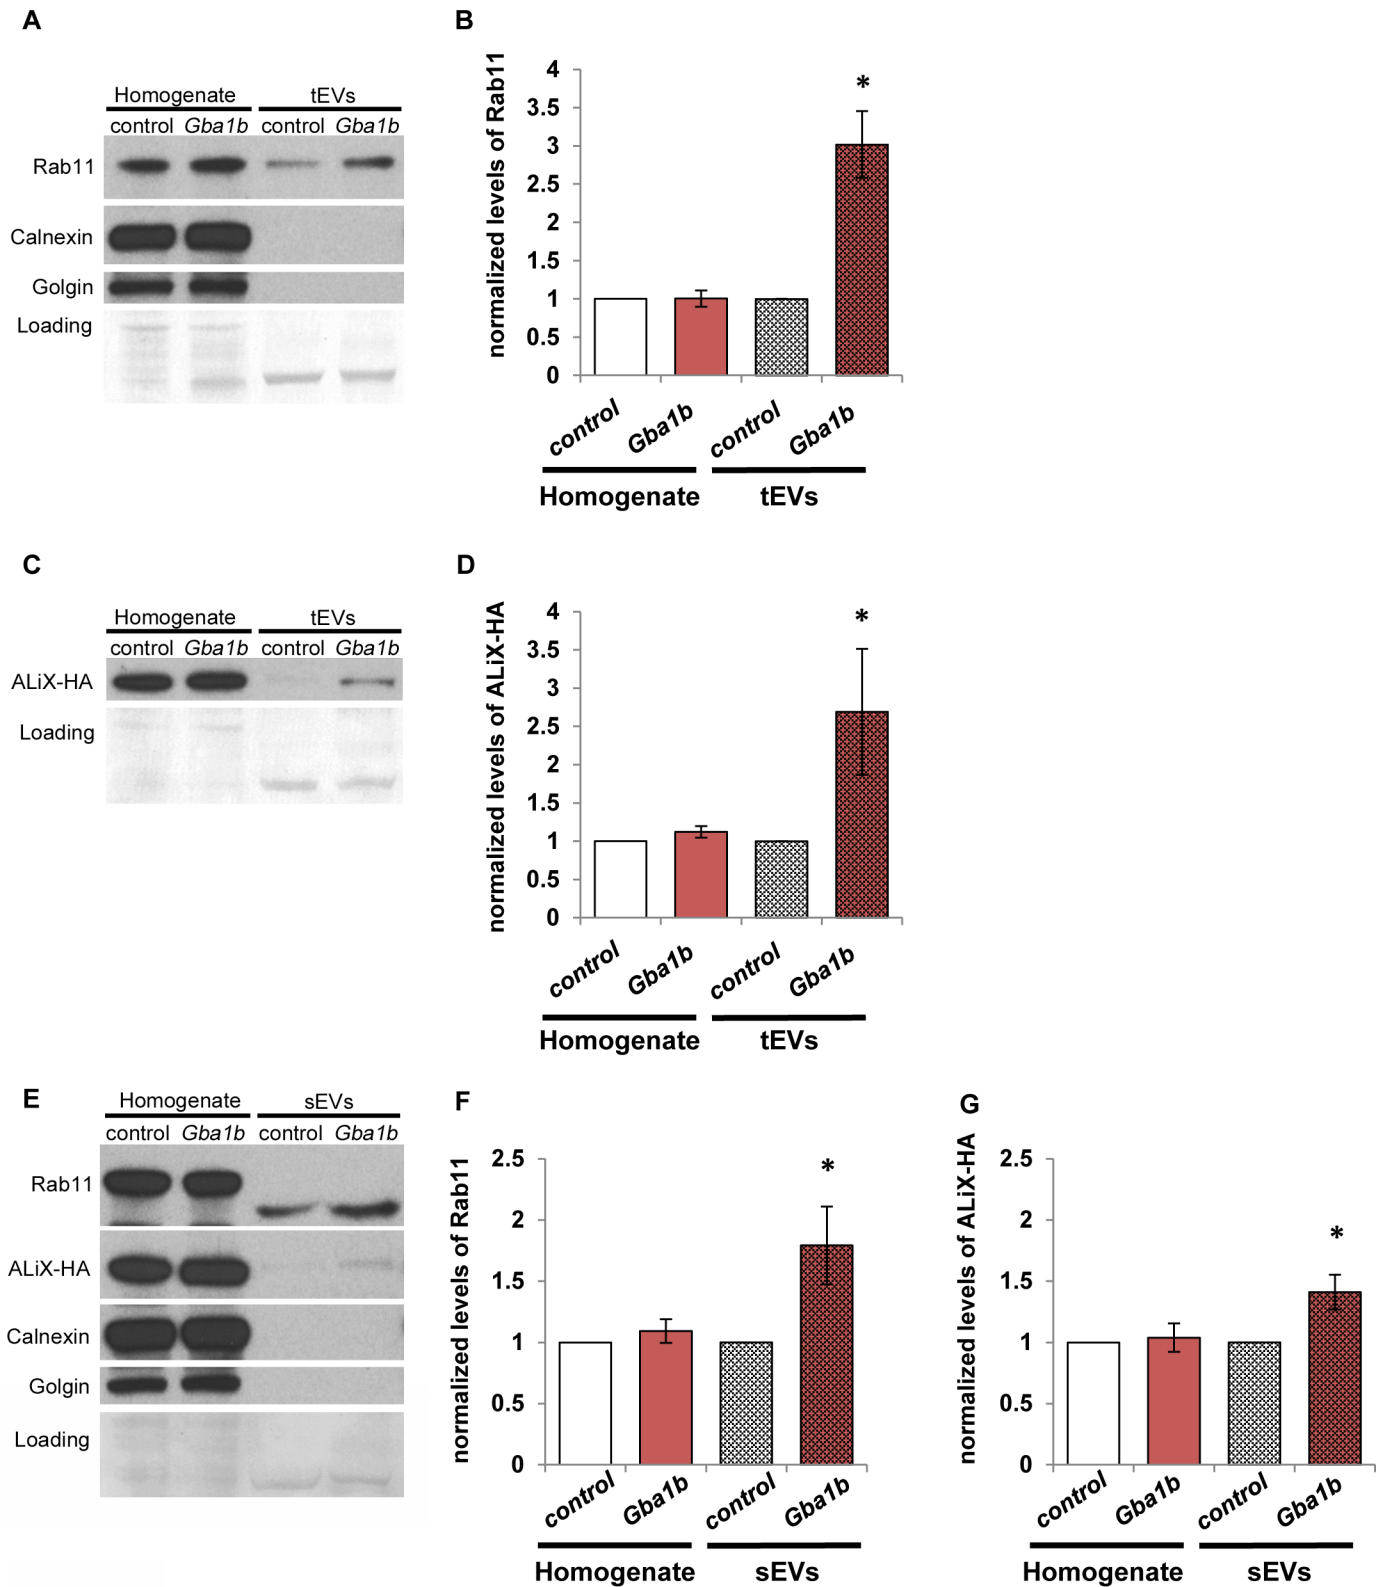 A
Homogenate tEVs
control Gba1b control Gba1b
Rab11
Calnexin
Golgin
Loading
B
normalized levels of Rab11
4
3.5
3
2.5
2
1.5
1
0.5
0
*
control Gba1b control Gba1b
Homogenate tEVs
C
Homogenate tEVs
control Gba1b control Gba1b
ALiX-HA
Loading
D
normalized levels of ALiX-HA
4
3.5
3
2.5
2
1.5
1
0.5
0
*
control Gba1b control Gba1b
Homogenate tEVs
E
Homogenate sEVs
control Gba1b control Gba1b
Rab11
ALiX-HA
Calnexin
Golgin
Loading
F
normalized levels of Rab11
2.5
2
1.5
1
0.5
0
*
control Gba1b control Gba1b
Homogenate sEVs
G
normalized levels of ALiX-HA
2.5
2
1.5
1
0.5
0
*
control Gba1b control Gba1b
Homogenate sEVs